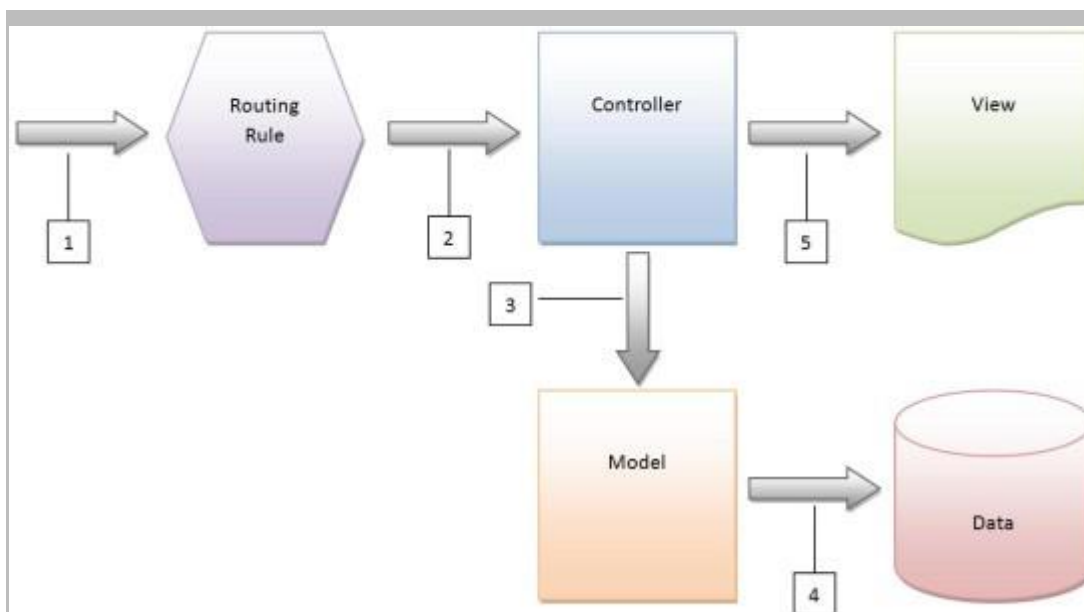 Routing
Rule
Controller
View
1
2
5
3
Model
Data
4